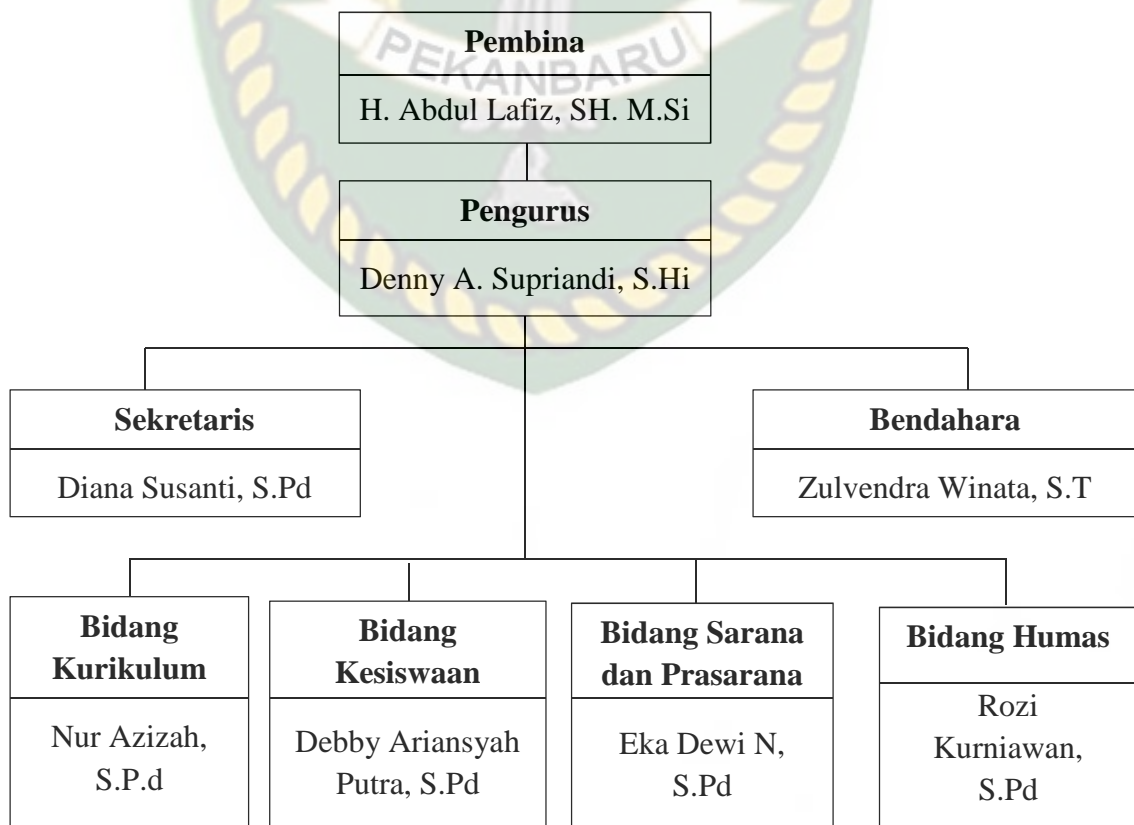 PEKANBARU
Pembina
H. Abdul Lafiz, SH. M.Si
Pengurus
Denny A. Supriandi, S.Hi
Sekretaris
Diana Susanti, S.Pd
Bendahara
Zulvendra Winata, S.T
Bidang
Kurikulum
Nur Azizah,
S.P.d
Bidang
Kesiswaan
Debby Ariansyah
Putra, S.Pd
Bidang Sarana
dan Prasarana
Eka Dewi N,
S.Pd
Bidang Humas
Rozi
Kurniawan,
S.Pd